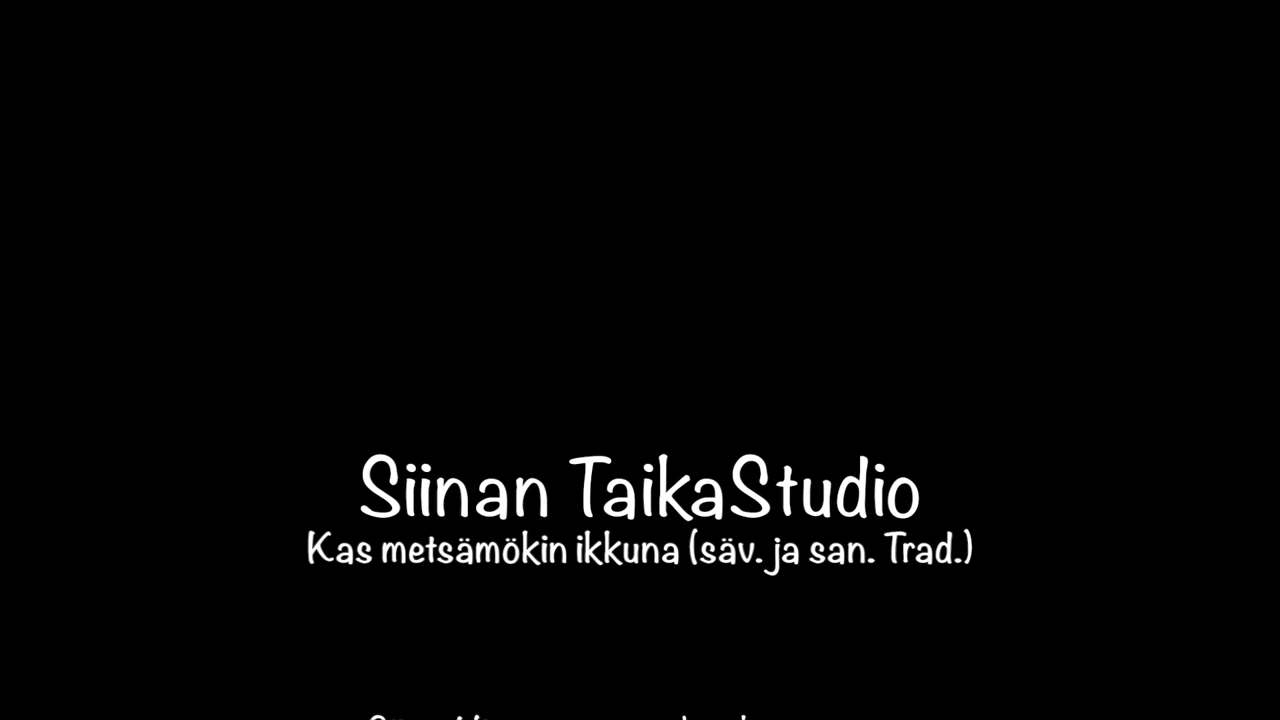 Siinan TaikaStudio
Kas metsämökin ikkuna (säv. ja san. Trad.)